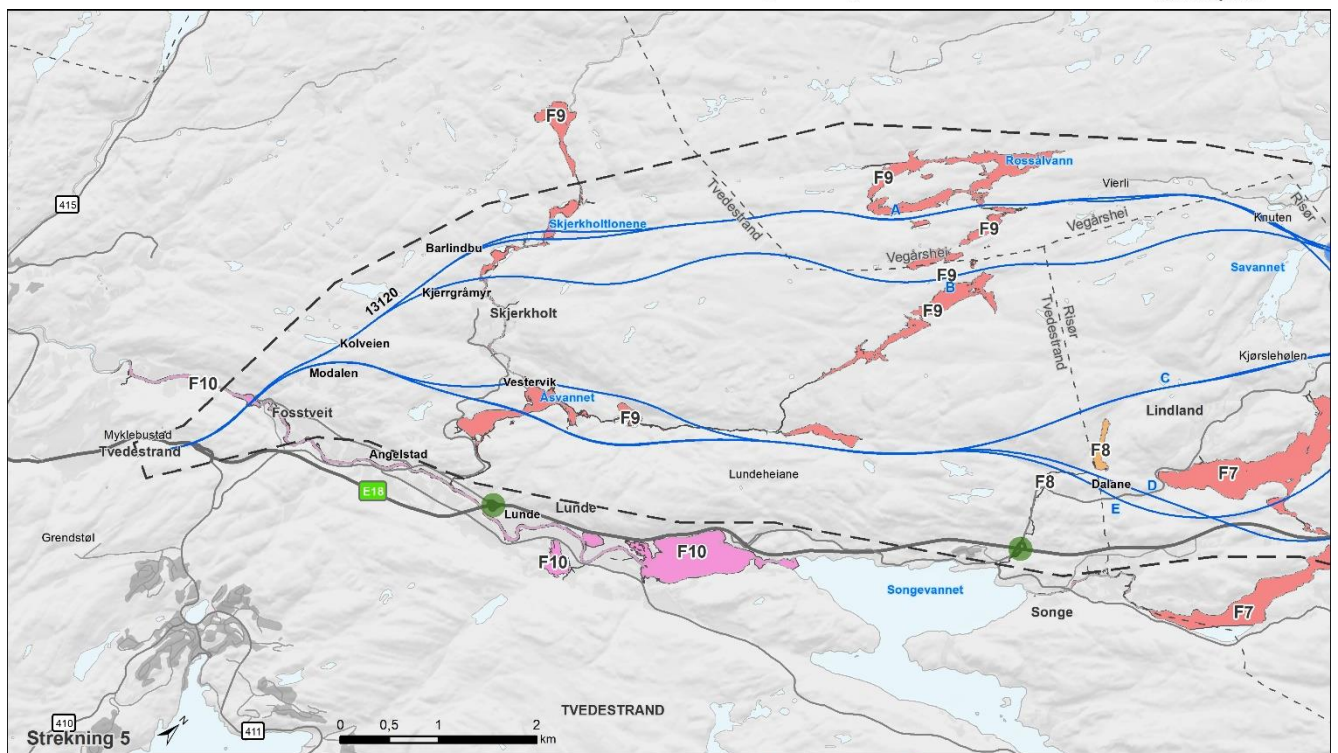 F9
Rossålvann
F9
Vierli
415
Tvedestrand
A
Risør
Skjerkholtlonene
Knuten
Vegårshei
F9
Barlindbu
Vegårshei
Savannet
F9
B
Kjerrgråmyr
13120
F9
Skjerkholt
Risør
Tvedestrand
Kolveien
Kjørslehølen
Modalen
C
F10
Vestervik
Åsvannet
Lindland
Fosstveit
F9
Myklebustad
Tvedestrand
Angelstad
F8
F7
Lundeheiane
F8
Dalane
D
E18
E
Lunde
Lunde
Grendstøl
F10
F10
Songevannet
Songe
F7
TVEDESTRAND
410
411
N
0 0,5 1 2
km
Strekning 5